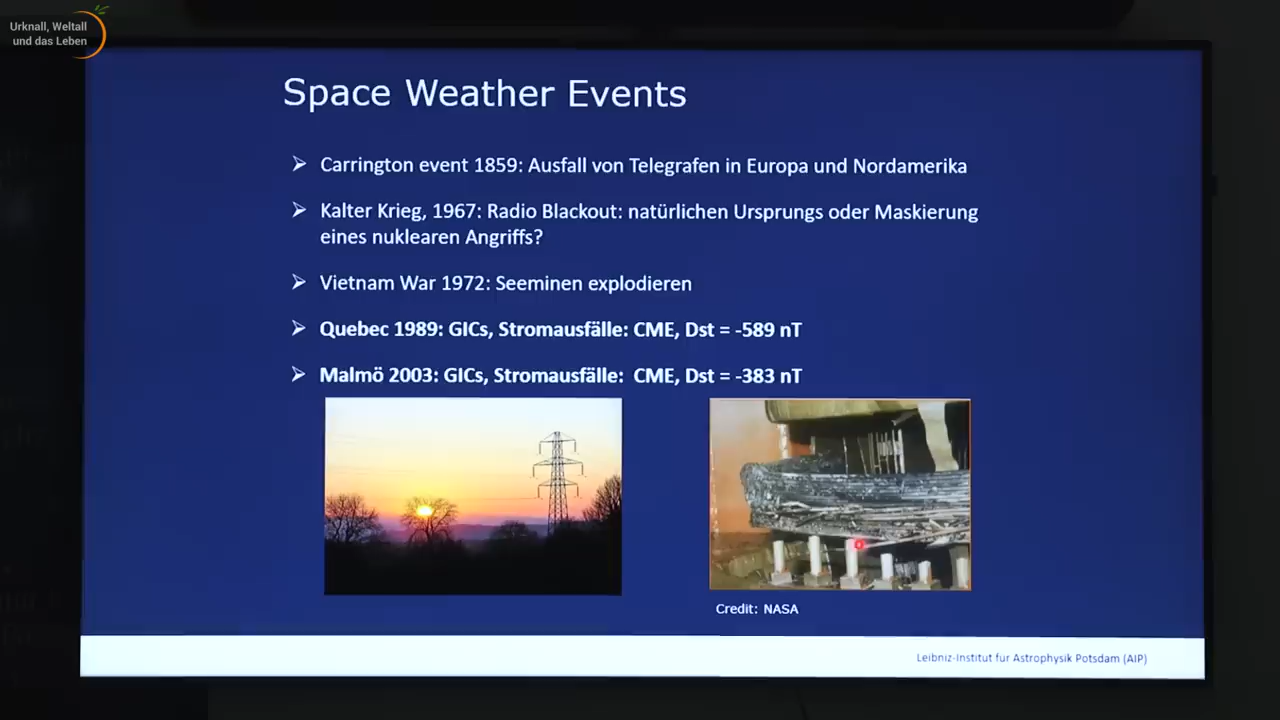 Urknall, Weltall
und das Leben
Space Weather Events
➢ Carrington event 1859: Ausfall von Telegrafen in Europa und Nordamerika
➢ Kalter Krieg, 1967: Radio Blackout: natürlichen Ursprungs oder Maskierung
eines nuklearen Angriffs?
➢ Vietnam War 1972: Seeminen explodieren
➢ Quebec 1989: GICs, Stromausfälle: CME, Dst = -589 nT
➢ Malmö 2003: GICs, Stromausfälle: CME, Dst = -383 nT
Credit: NASA
Leibniz-Institut für Astrophysik Potsdam (AIP)